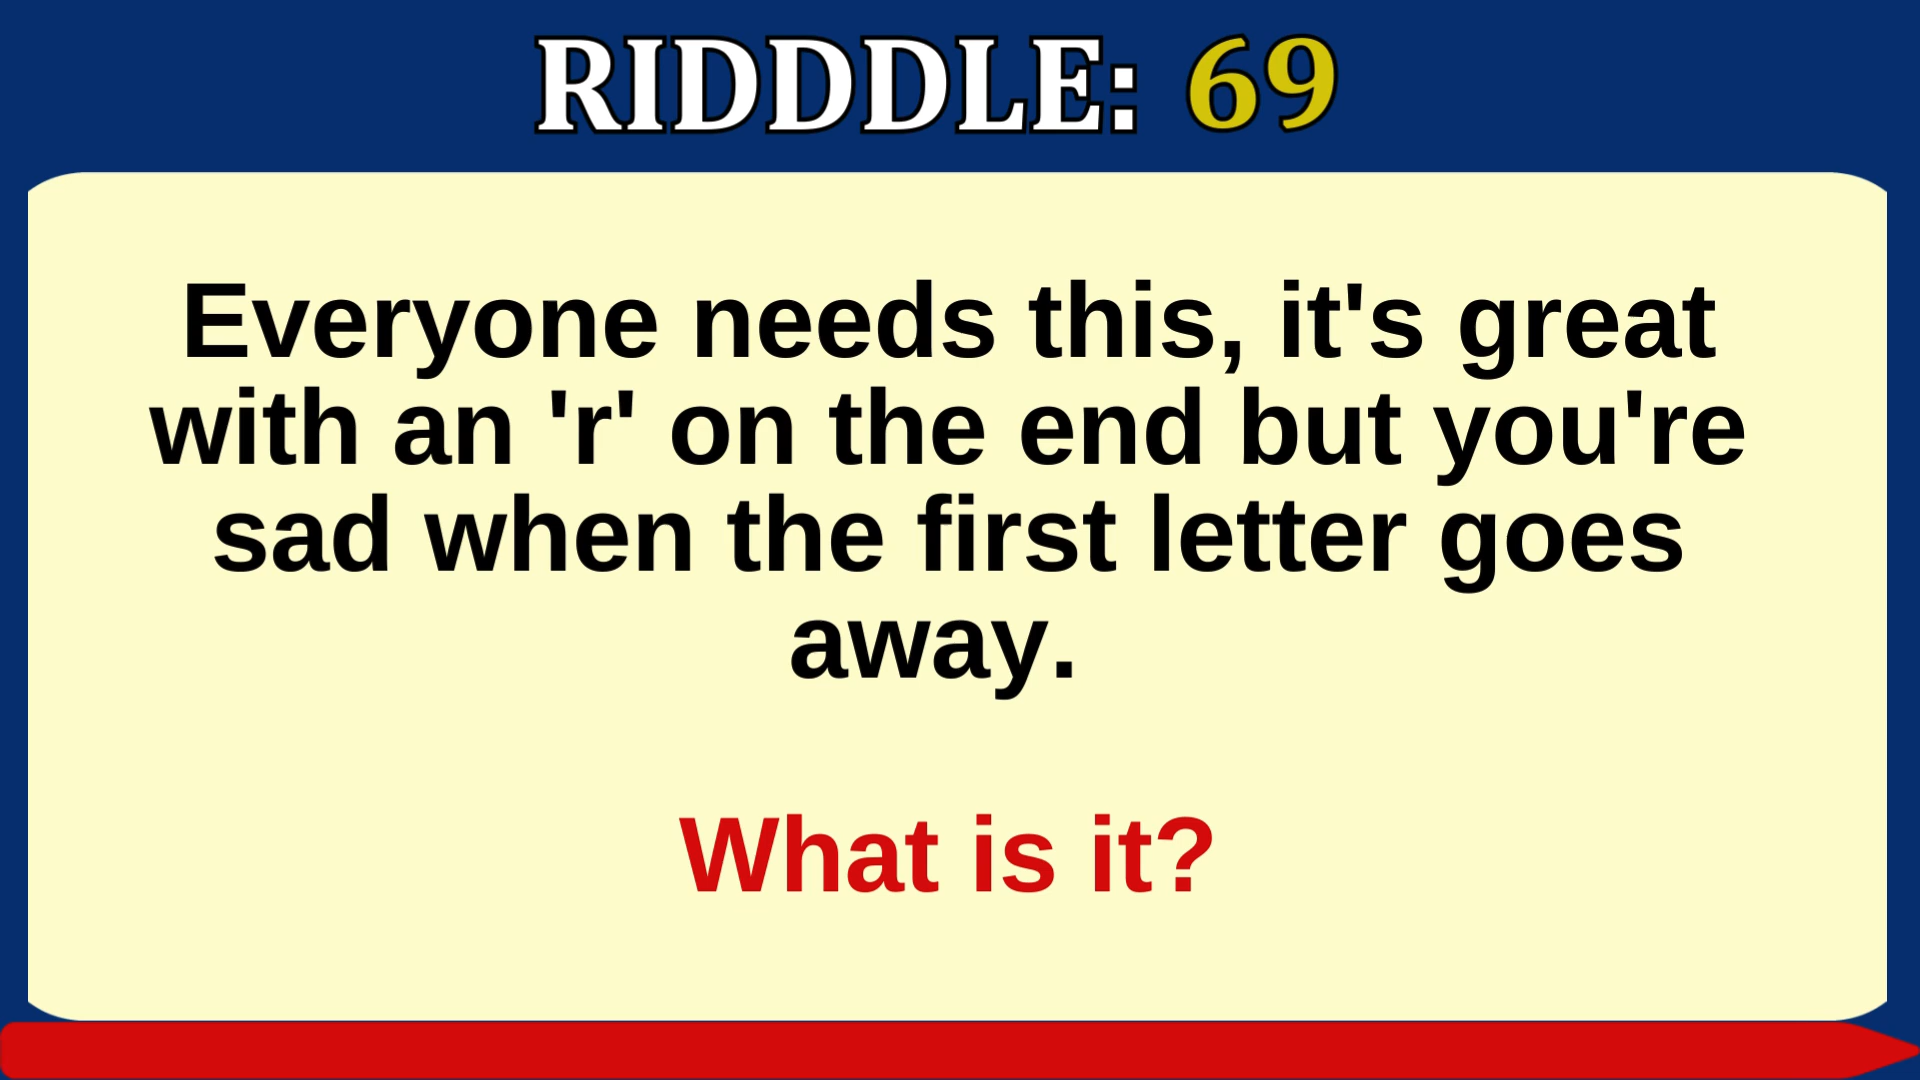 RIDDDLE: 69
Everyone needs this, it's great
with an 'r' on the end but you're
sad when the first letter goes
away.
What is it?